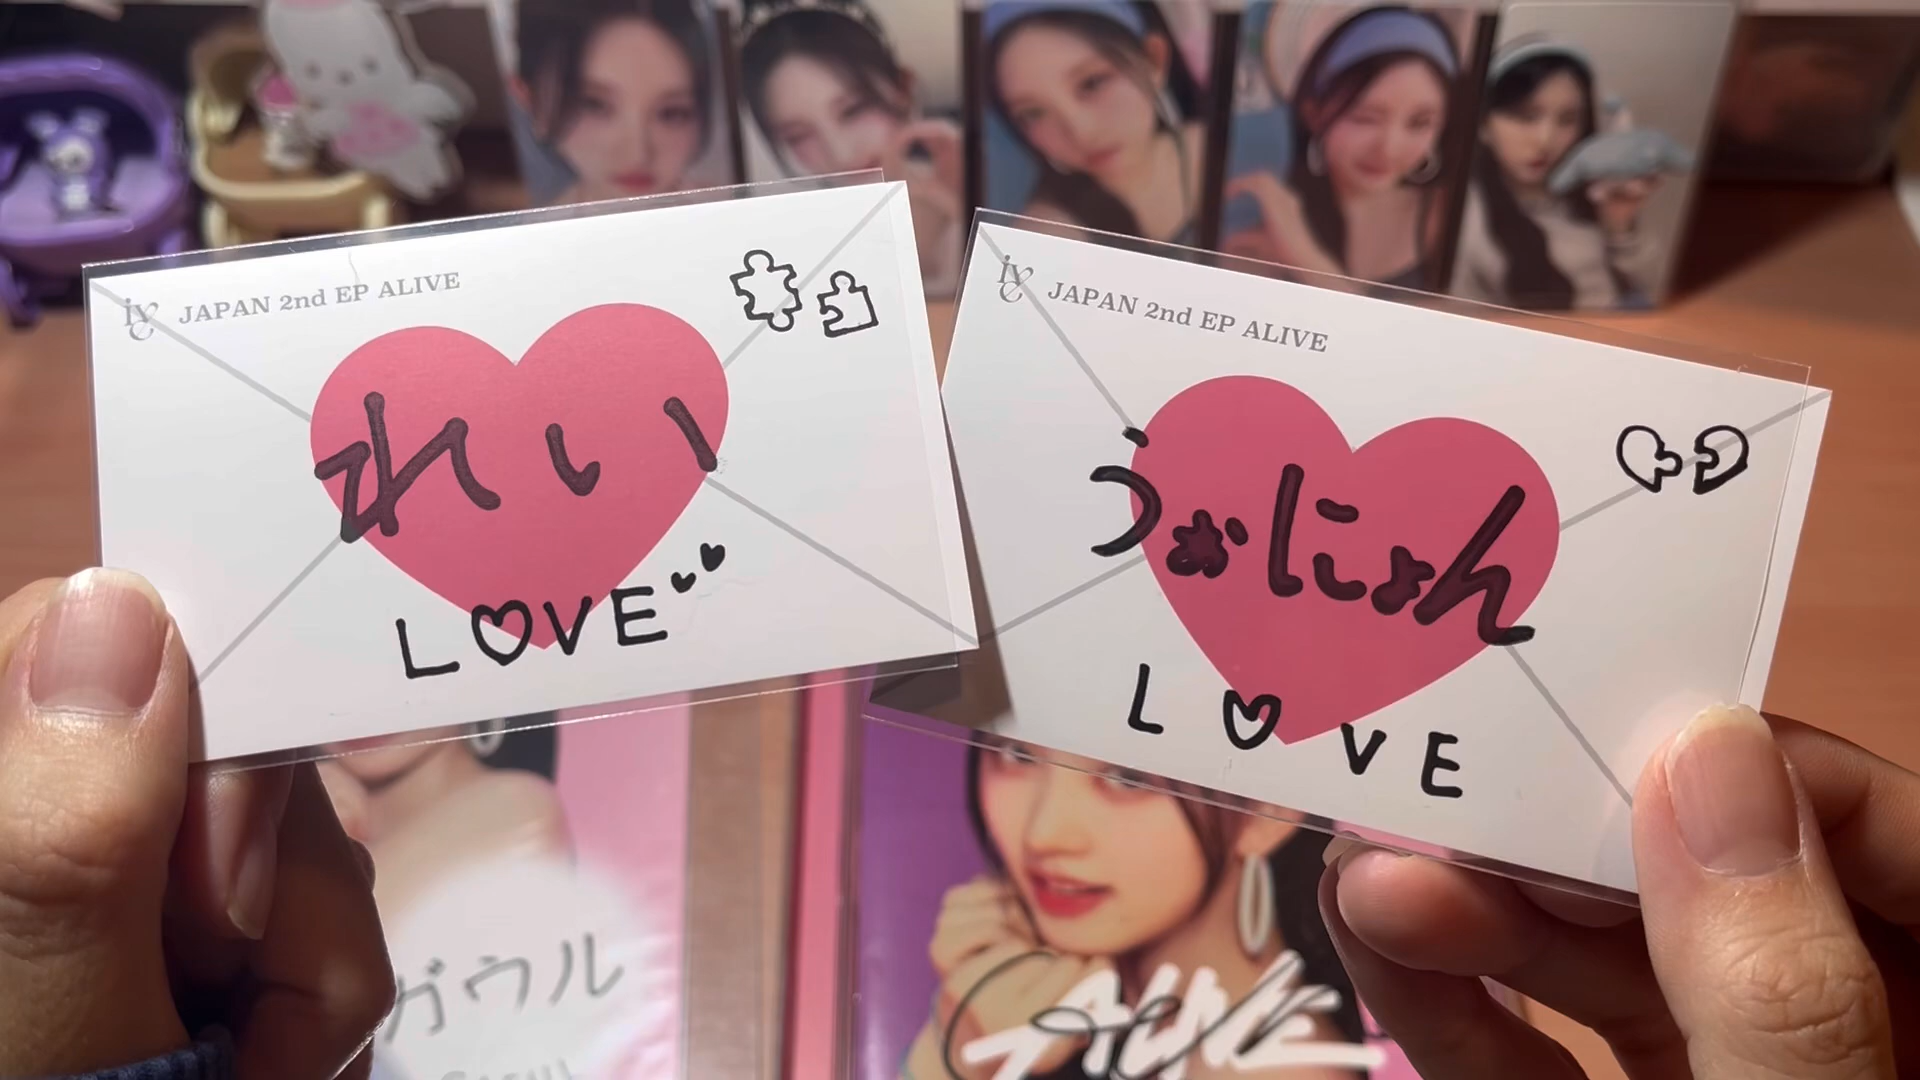 IVE JAPAN 2nd EP ALIVE
れい
LOVE
IVE JAPAN 2nd EP ALIVE
うぉにょん
LOVE
ガウル
ALIVE